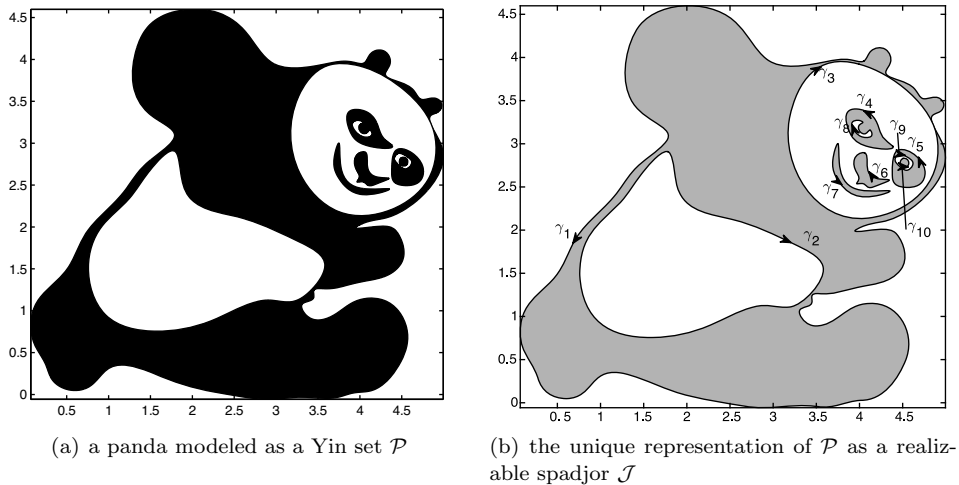 4.5
4
3.5
3
2.5
2
1.5
1
0.5
0
0.5 1 1.5 2 2.5 3 3.5 4 4.5
(a) a panda modeled as a Yin set 𝒫
4.5
4
3.5
3
2.5
2
1.5
1
0.5
0
0.5 1 1.5 2 2.5 3 3.5 4 4.5
γ3
γ4
γ9
γ8
γ5
γ6
γ7
γ1
γ2
γ10
(b) the unique representation of 𝒫 as a realiz-
able spadjor 𝒥